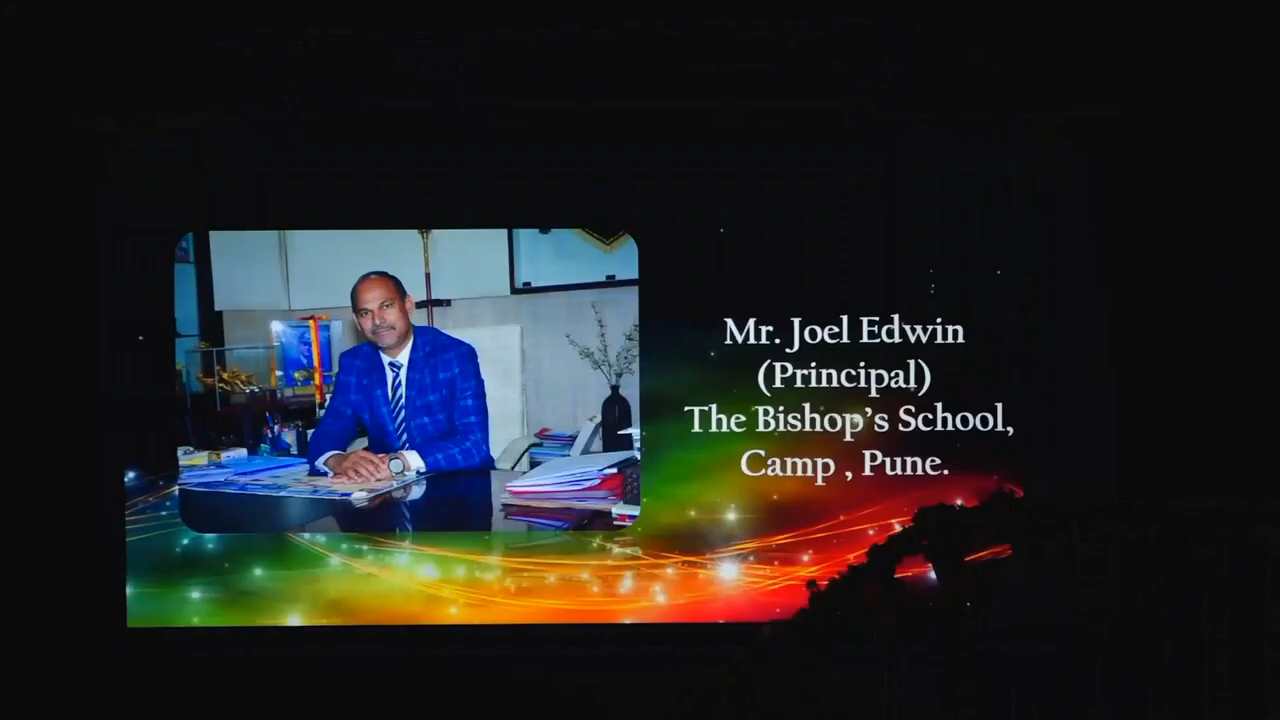 Mr. Joel Edwin
(Principal)
The Bishop's School,
Camp , Pune.